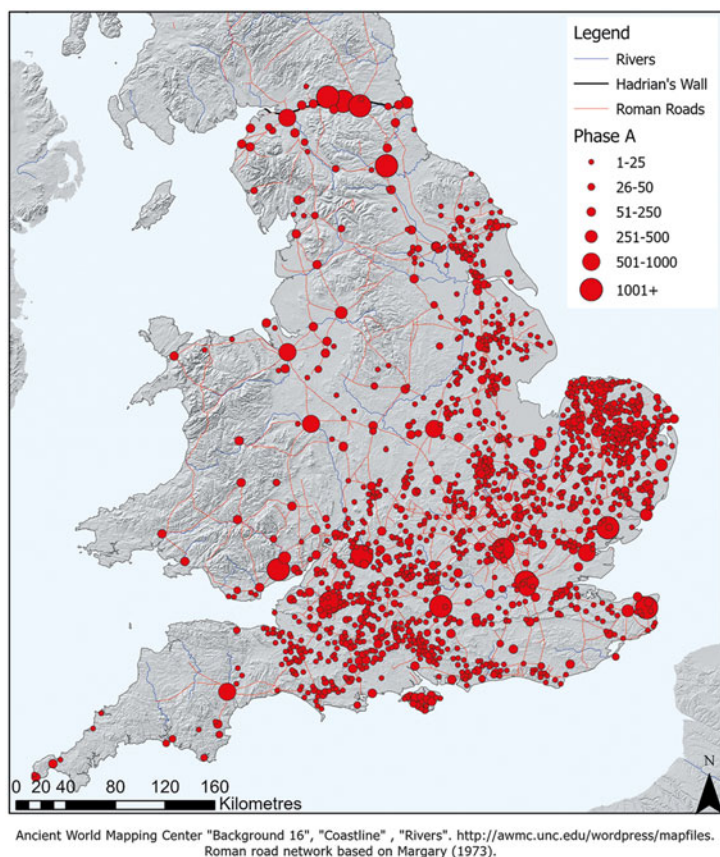 Legend
Rivers
Hadrian's Wall
Roman Roads
Phase A
1-25
26-50
51-250
251-500
501-1000
1001+
N
0 20 40 80 120 160
Kilometres
Ancient World Mapping Center "Background 16", "Coastline" , "Rivers". http://awmc.unc.edu/wordpress/mapfiles.
Roman road network based on Margary (1973).